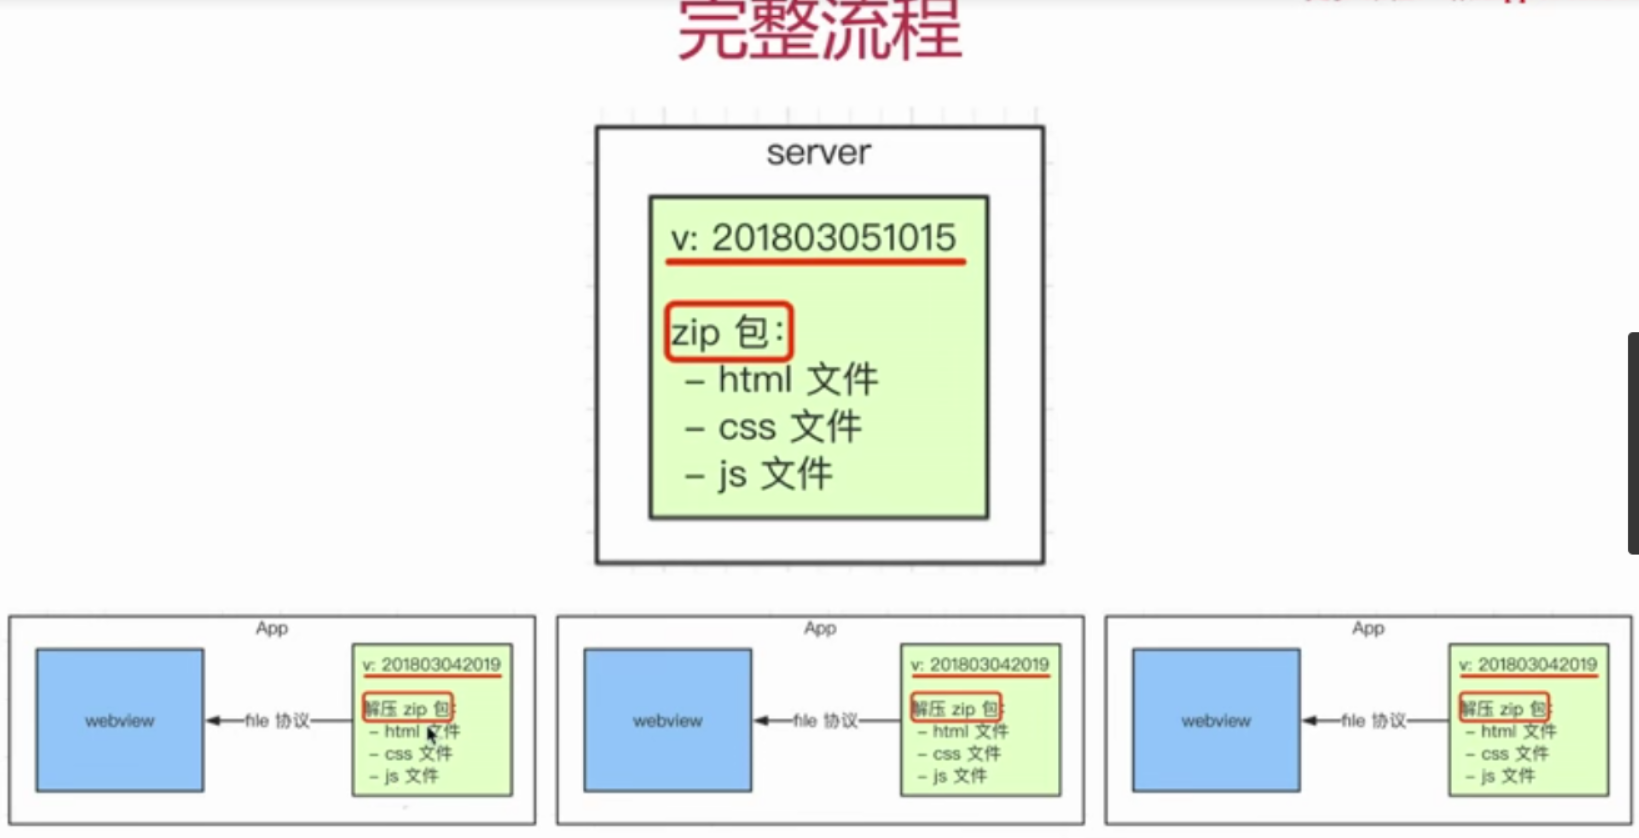 完整流程
server
v: 201803051015
zip 包:
– html 文件
– css 文件
– js 文件
App
webview
file 协议
v: 201803042019
解压 zip 包:
– html 文件
– css 文件
– js 文件
App
webview
file 协议
v: 201803042019
解压 zip 包:
– html 文件
– css 文件
– js 文件
App
webview
file 协议
v: 201803042019
解压 zip 包:
– html 文件
– css 文件
– js 文件